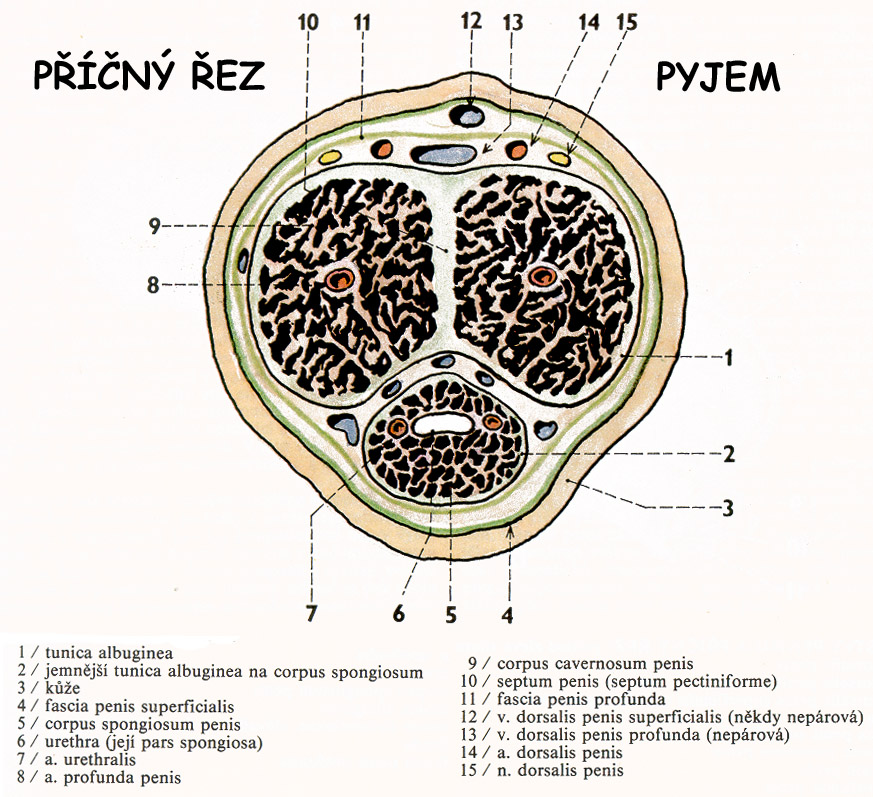 10 11 12 13 14 15
PŘÍČNÝ ŘEZ PYJEM
9
8
1
2
3
7 6 5 4
1 / tunica albuginea
2 / jemnější tunica albuginea na corpus spongiosum
3 / kůže
4 / fascia penis superficialis
5 / corpus spongiosum penis
6 / urethra (její pars spongiosa)
7 / a. urethralis
8 / a. profunda penis
9 / corpus cavernosum penis
10 / septum penis (septum pectiniforme)
11 / fascia penis profunda
12 / v. dorsalis penis superficialis (někdy nepárová)
13 / v. dorsalis penis profunda (nepárová)
14 / a. dorsalis penis
15 / n. dorsalis penis